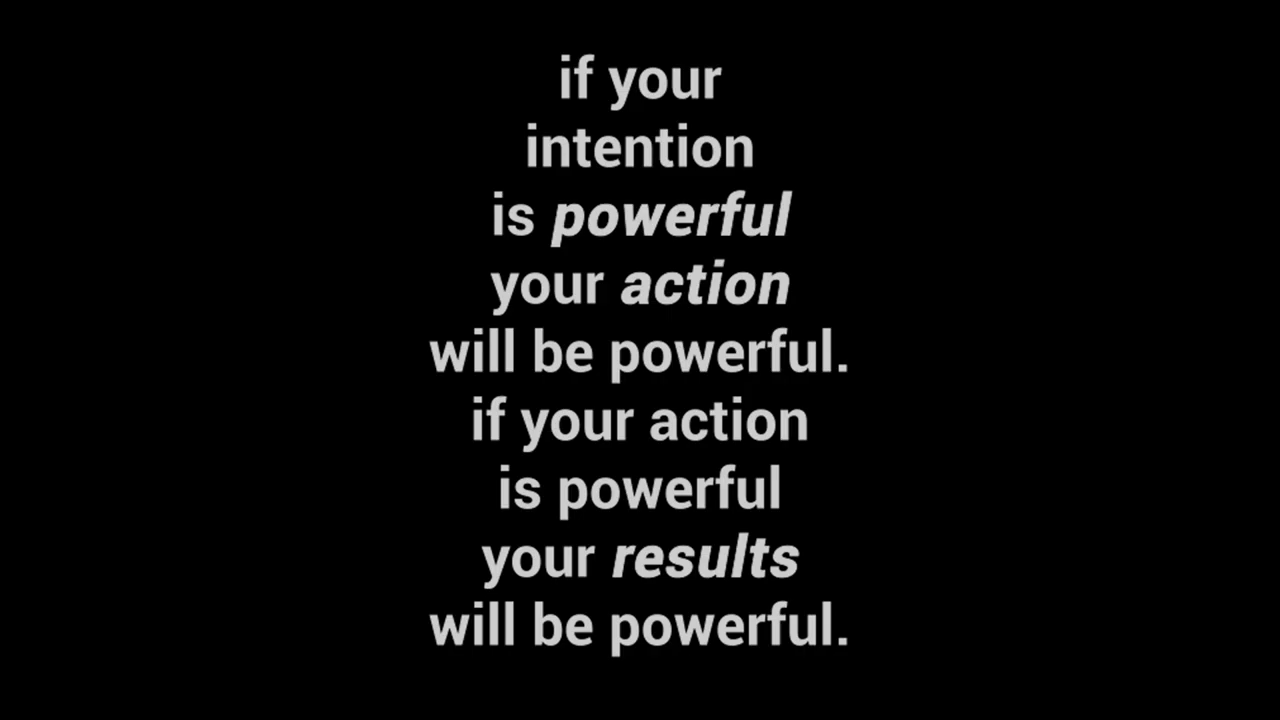 if your
intention
is powerful
your action
will be powerful.
if your action
is powerful
your results
will be powerful.